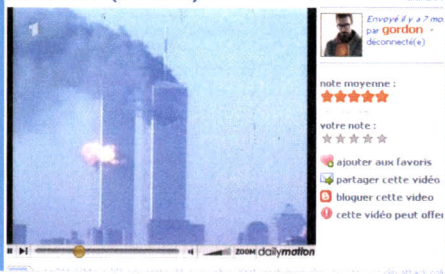 Envoyé il y a 7 mo
par gordon -
déconnecté(e)
note moyenne :
votre note :
ajouter aux favoris
partager cette vidéo
bloguer cette video
cette vidéo peut offe
ZOOM dailymotion